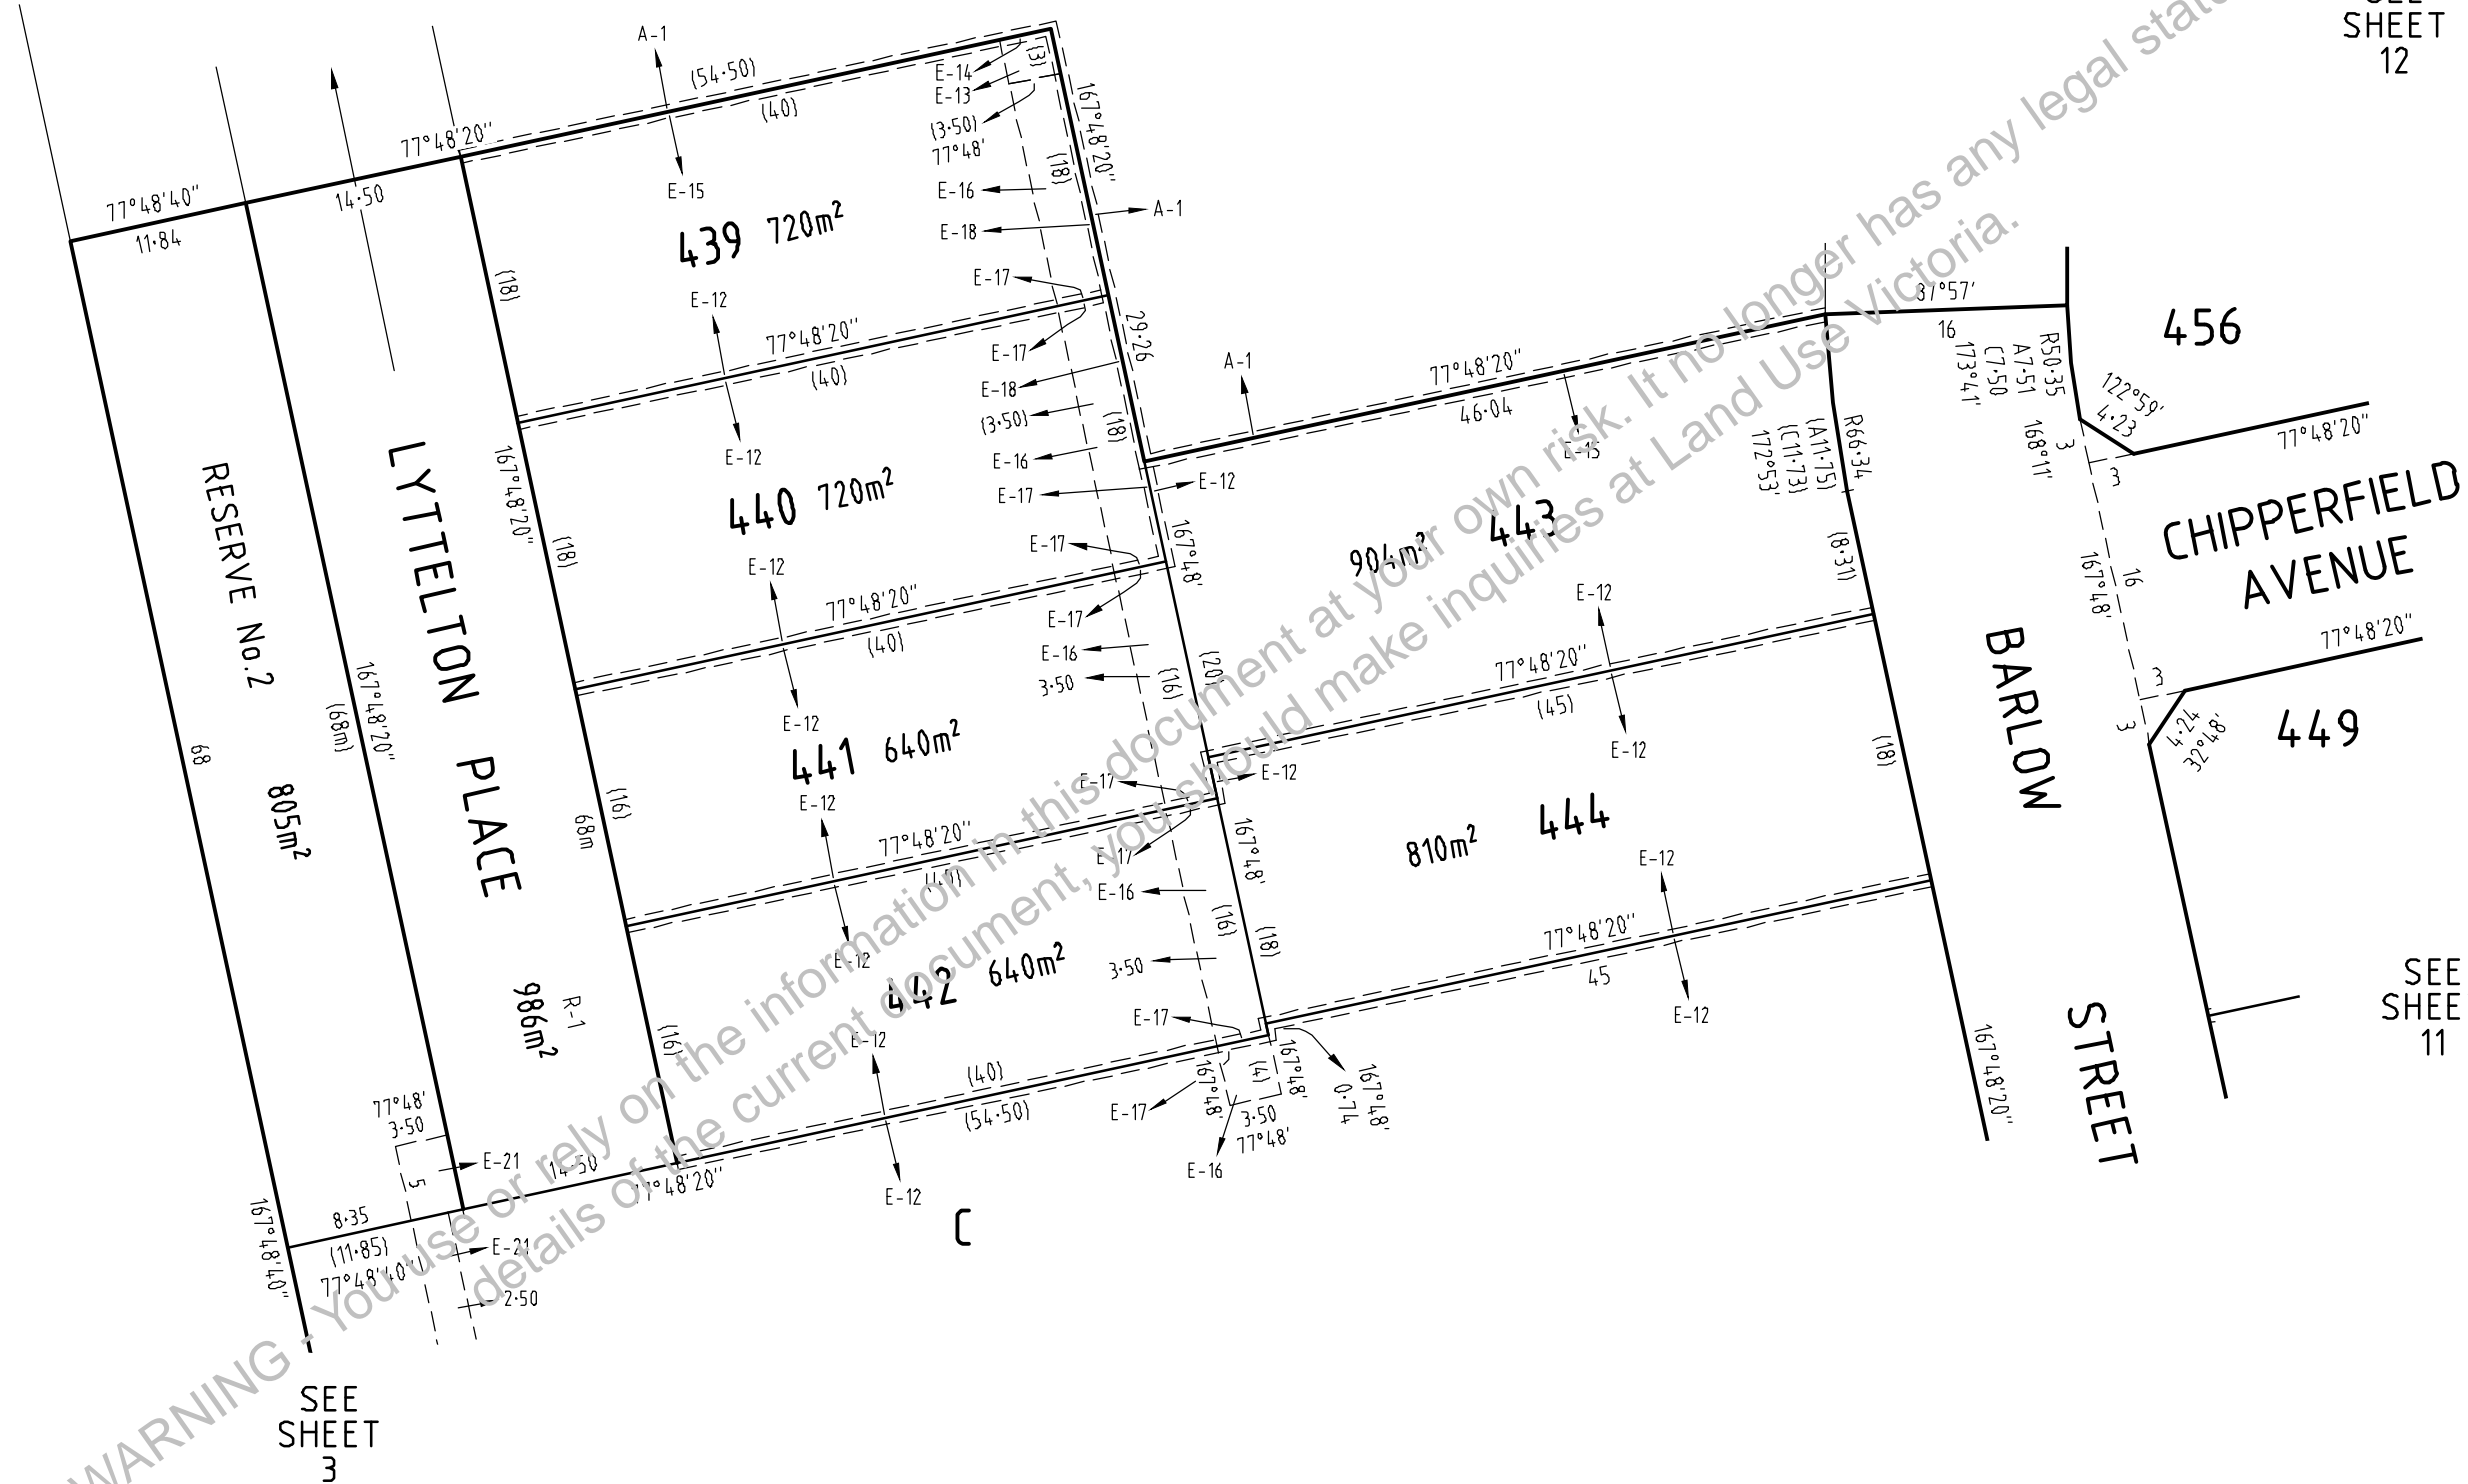 SEE
SHEET
12
A-1
(54·50)
(40)
E-14
E-13
(3)
(3·50)
77°48'
167°48'20"
77°48'20"
77°48'40"
14·50
11·84
E-15
439 720m²
(18)
(18)
E-16
E-18
A-1
E-17
E-12
77°48'20"
(40)
E-17
29·26
E-18
(3·50)
(18)
E-16
E-17
E-12
A-1
77°48'20"
46·04
E-15
167°48'20"
(18)
E-12
440 720m²
E-12
E-17
167°48'
77°48'20"
(40)
E-17
E-16
3·50
(16)
(20)
E-12
441 640m²
E-12
E-17
E-12
77°48'20"
(40)
E-17
(16)
68m
E-16
(16)
(18)
167°48'
3·50
E-12
442 640m²
E-12
(16)
E-17
(40)
(54·50)
E-12
E-17
167°48'
(4)
167°48'
3·50
77°48'
E-16
167°48'
0·74
904m² 443
R66·34
(A11·75)
(C11·73)
172°53'
(8·31)
E-12
77°48'20"
(45)
E-12
(18)
810m² 444
E-12
77°48'20"
45
E-12
16
R50·35
A7·51
C7·50
173°41'
456
122°59'
4·23
77°48'20"
168°11'
3
3
CHIPPERFIELD
AVENUE
16
167°48'
77°48'20"
3
3
4·24
32°48'
449
BARLOW
STREET
167°48'20"
SEE
SHEE
11
RESERVE No.2
805m²
68
(68m)
167°48'20"
LYTTELTON PLACE
R-1
986m²
77°48'
3·50
5
E-21
14·50
77°48'20"
8·35
(11·85)
77°48'40"
E-21
2·50
167°48'40"
C
SEE
SHEET
3
WARNING - You use or rely on the information in this document at your own risk. It no longer has any legal
details of the current document, you should make inquiries at Land Use Victoria.